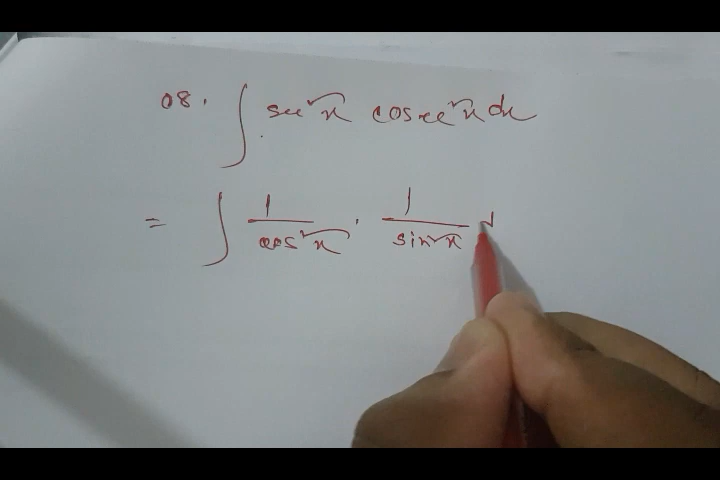 08. ∫ sec²x cosec²x dx
= ∫ 1/cos²x · 1/sin²x d